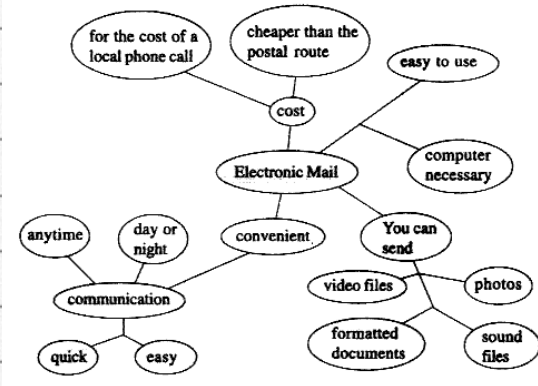 for the cost of a
local phone call
cheaper than the
postal route
easy to use
cost
computer
necessary
Electronic Mail
anytime
day or
night
convenient
You can
send
communication
video files
photos
formatted
documents
sound
files
quick
easy